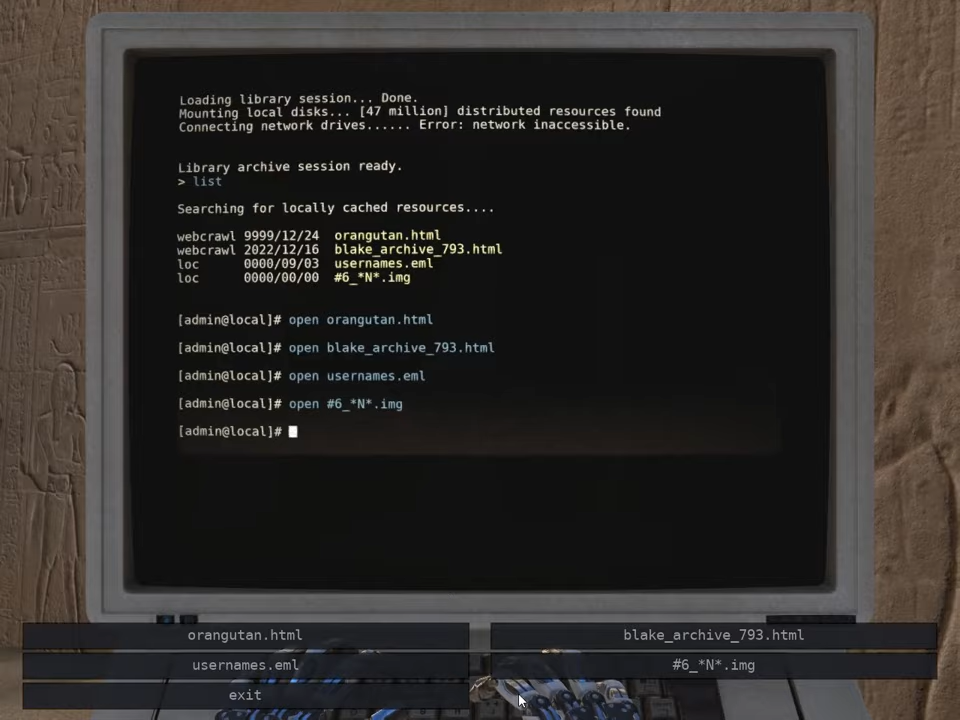 Loading library session... Done.
Mounting local disks... [47 million] distributed resources found
Connecting network drives...... Error: network inaccessible.
Library archive session ready.
> list
Searching for locally cached resources....
webcrawl 9999/12/24 orangutan.html
webcrawl 2022/12/16 blake_archive_793.html
loc 0000/09/03 usernames.eml
loc 0000/00/00 #6_*N*.img
[admin@local]# open orangutan.html
[admin@local]# open blake_archive_793.html
[admin@local]# open usernames.eml
[admin@local]# open #6_*N*.img
[admin@local]#
orangutan.html
blake_archive_793.html
usernames.eml
#6_*N*.img
exit